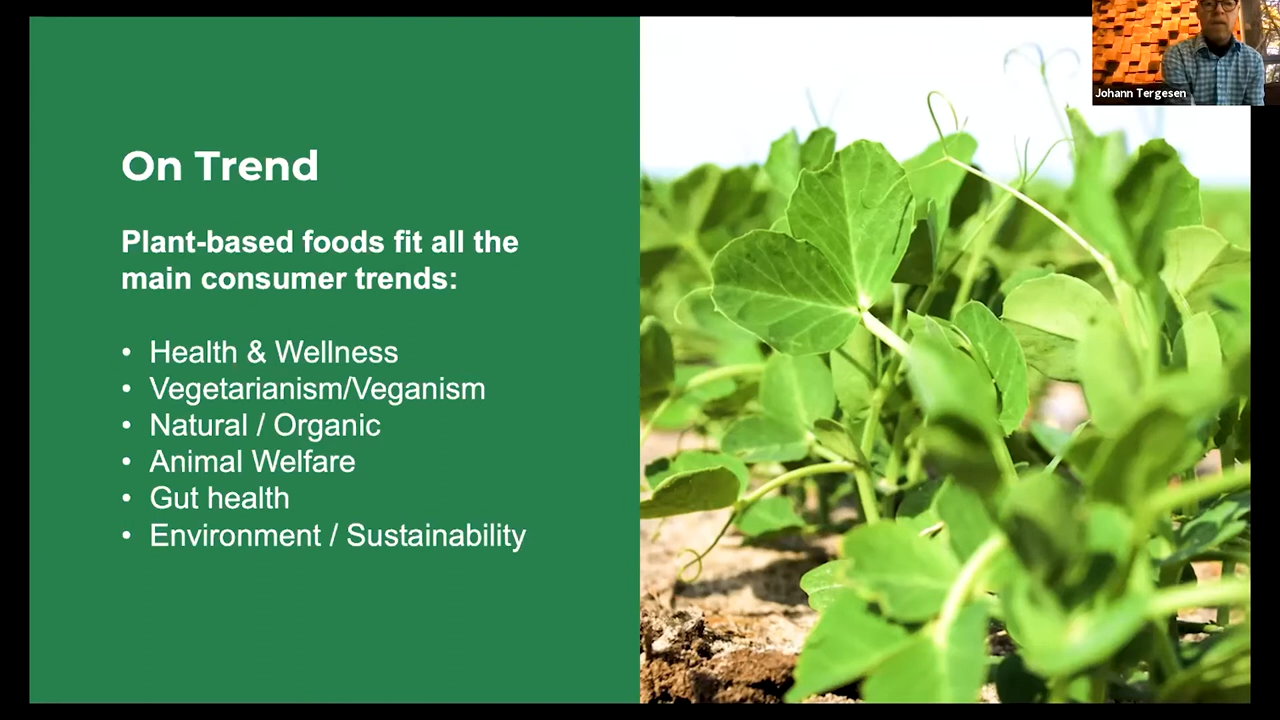 On Trend
Plant-based foods fit all the
main consumer trends:
• Health & Wellness
• Vegetarianism/Veganism
• Natural / Organic
• Animal Welfare
• Gut health
• Environment / Sustainability
Johann Tergesen